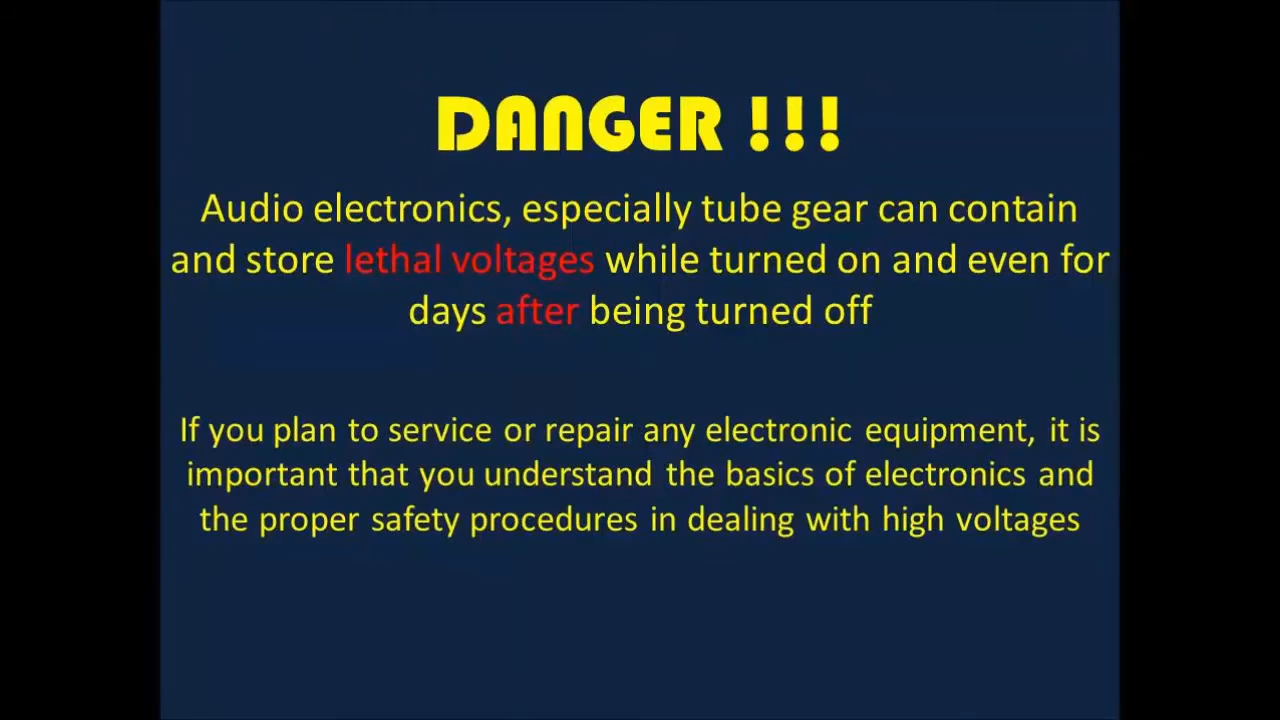 DANGER !!!
Audio electronics, especially tube gear can contain
and store lethal voltages while turned on and even for
days after being turned off
If you plan to service or repair any electronic equipment, it is
important that you understand the basics of electronics and
the proper safety procedures in dealing with high voltages